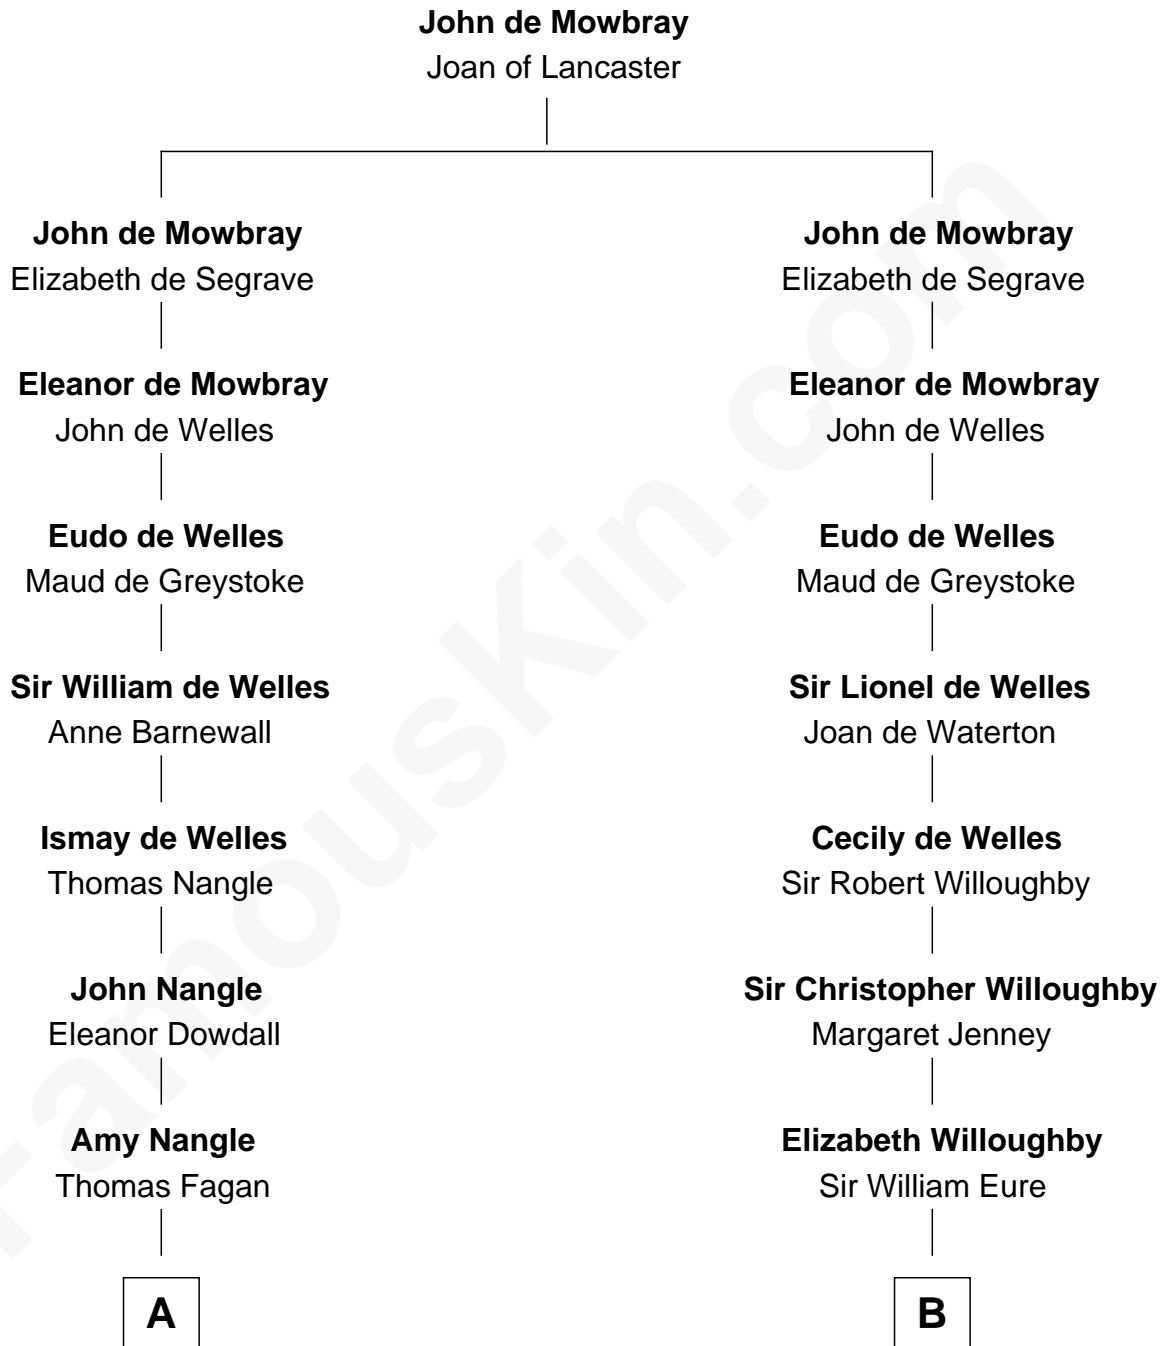 John de Mowbray
Joan of Lancaster
John de Mowbray
Elizabeth de Segrave
Eleanor de Mowbray
John de Welles
Eudo de Welles
Maud de Greystoke
Sir William de Welles
Anne Barnewall
Ismay de Welles
Thomas Nangle
John Nangle
Eleanor Dowdall
Amy Nangle
Thomas Fagan
A
John de Mowbray
Elizabeth de Segrave
Eleanor de Mowbray
John de Welles
Eudo de Welles
Maud de Greystoke
Sir Lionel de Welles
Joan de Waterton
Cecily de Welles
Sir Robert Willoughby
Sir Christopher Willoughby
Margaret Jenney
Elizabeth Willoughby
Sir William Eure
B
FamousKin.com